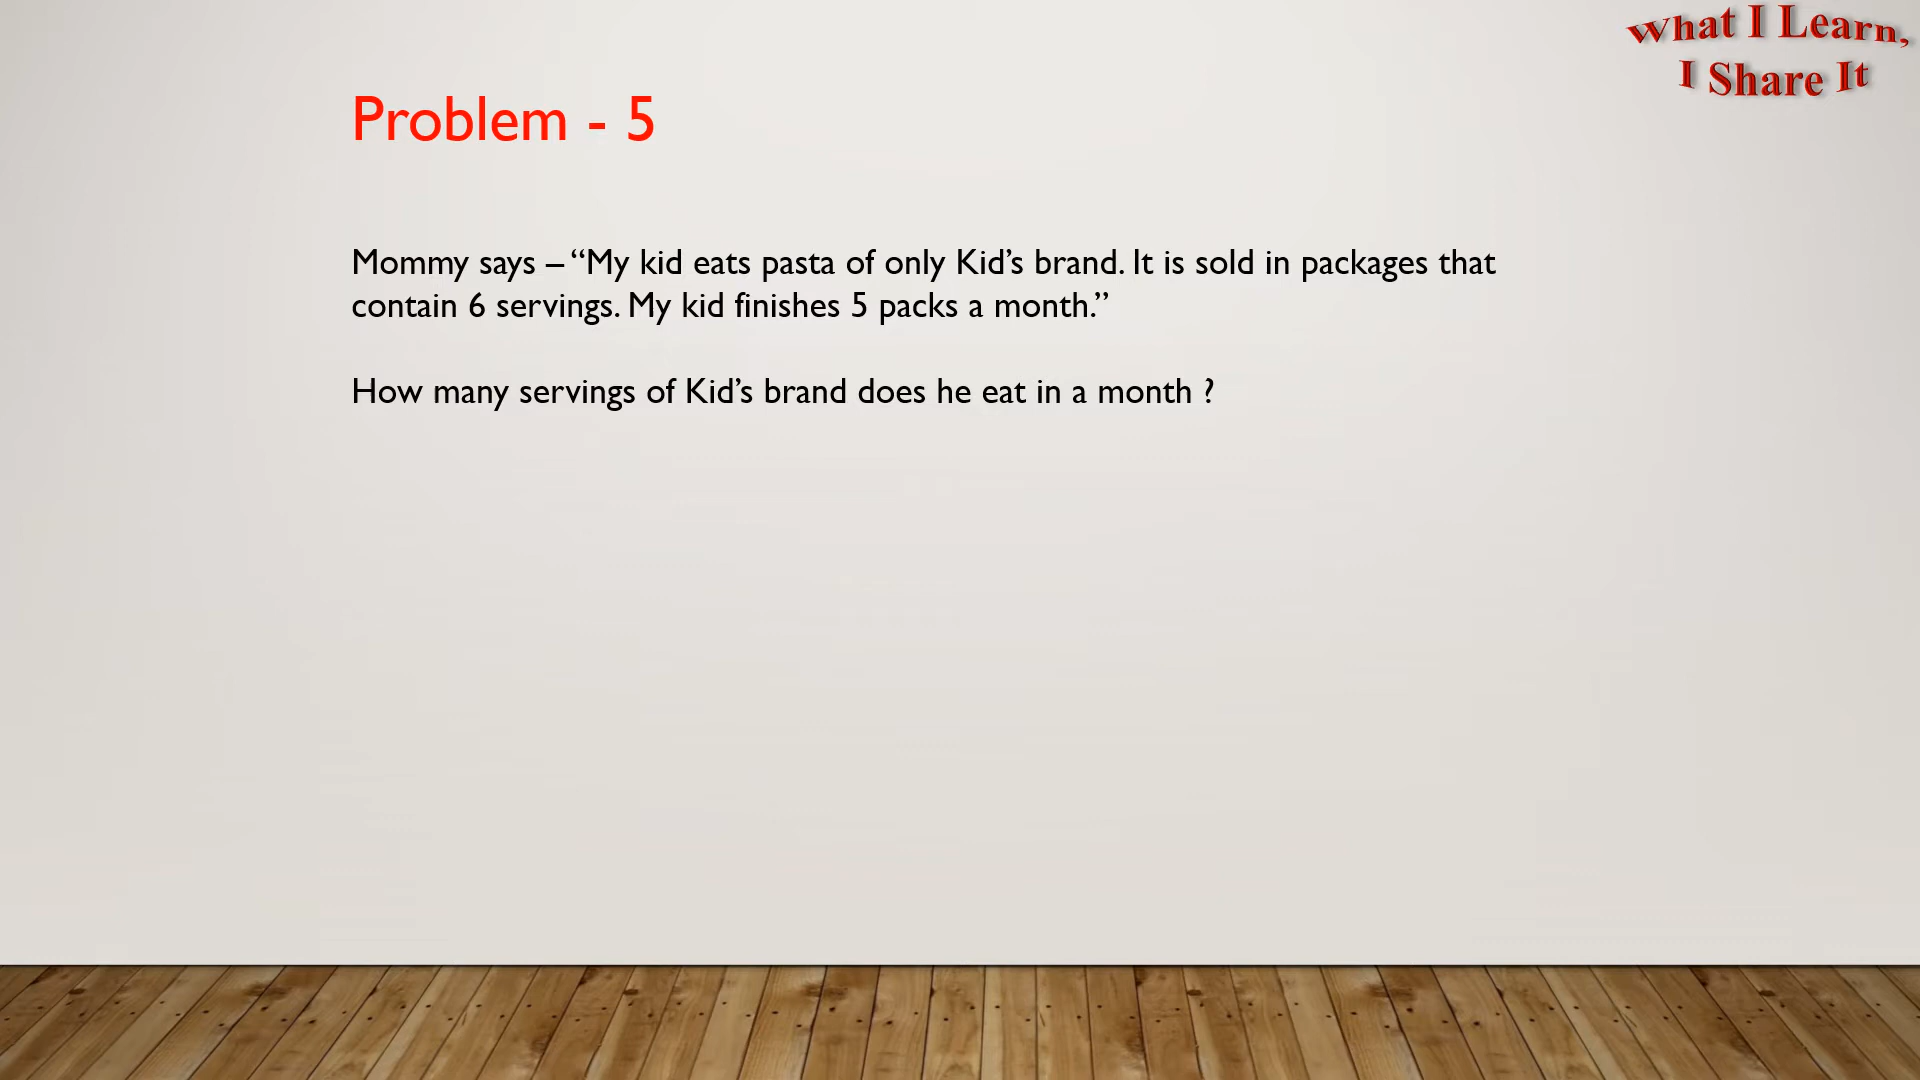 What I Learn,
I Share It
Problem - 5
Mommy says – “My kid eats pasta of only Kid’s brand. It is sold in packages that
contain 6 servings. My kid finishes 5 packs a month.”
How many servings of Kid’s brand does he eat in a month ?